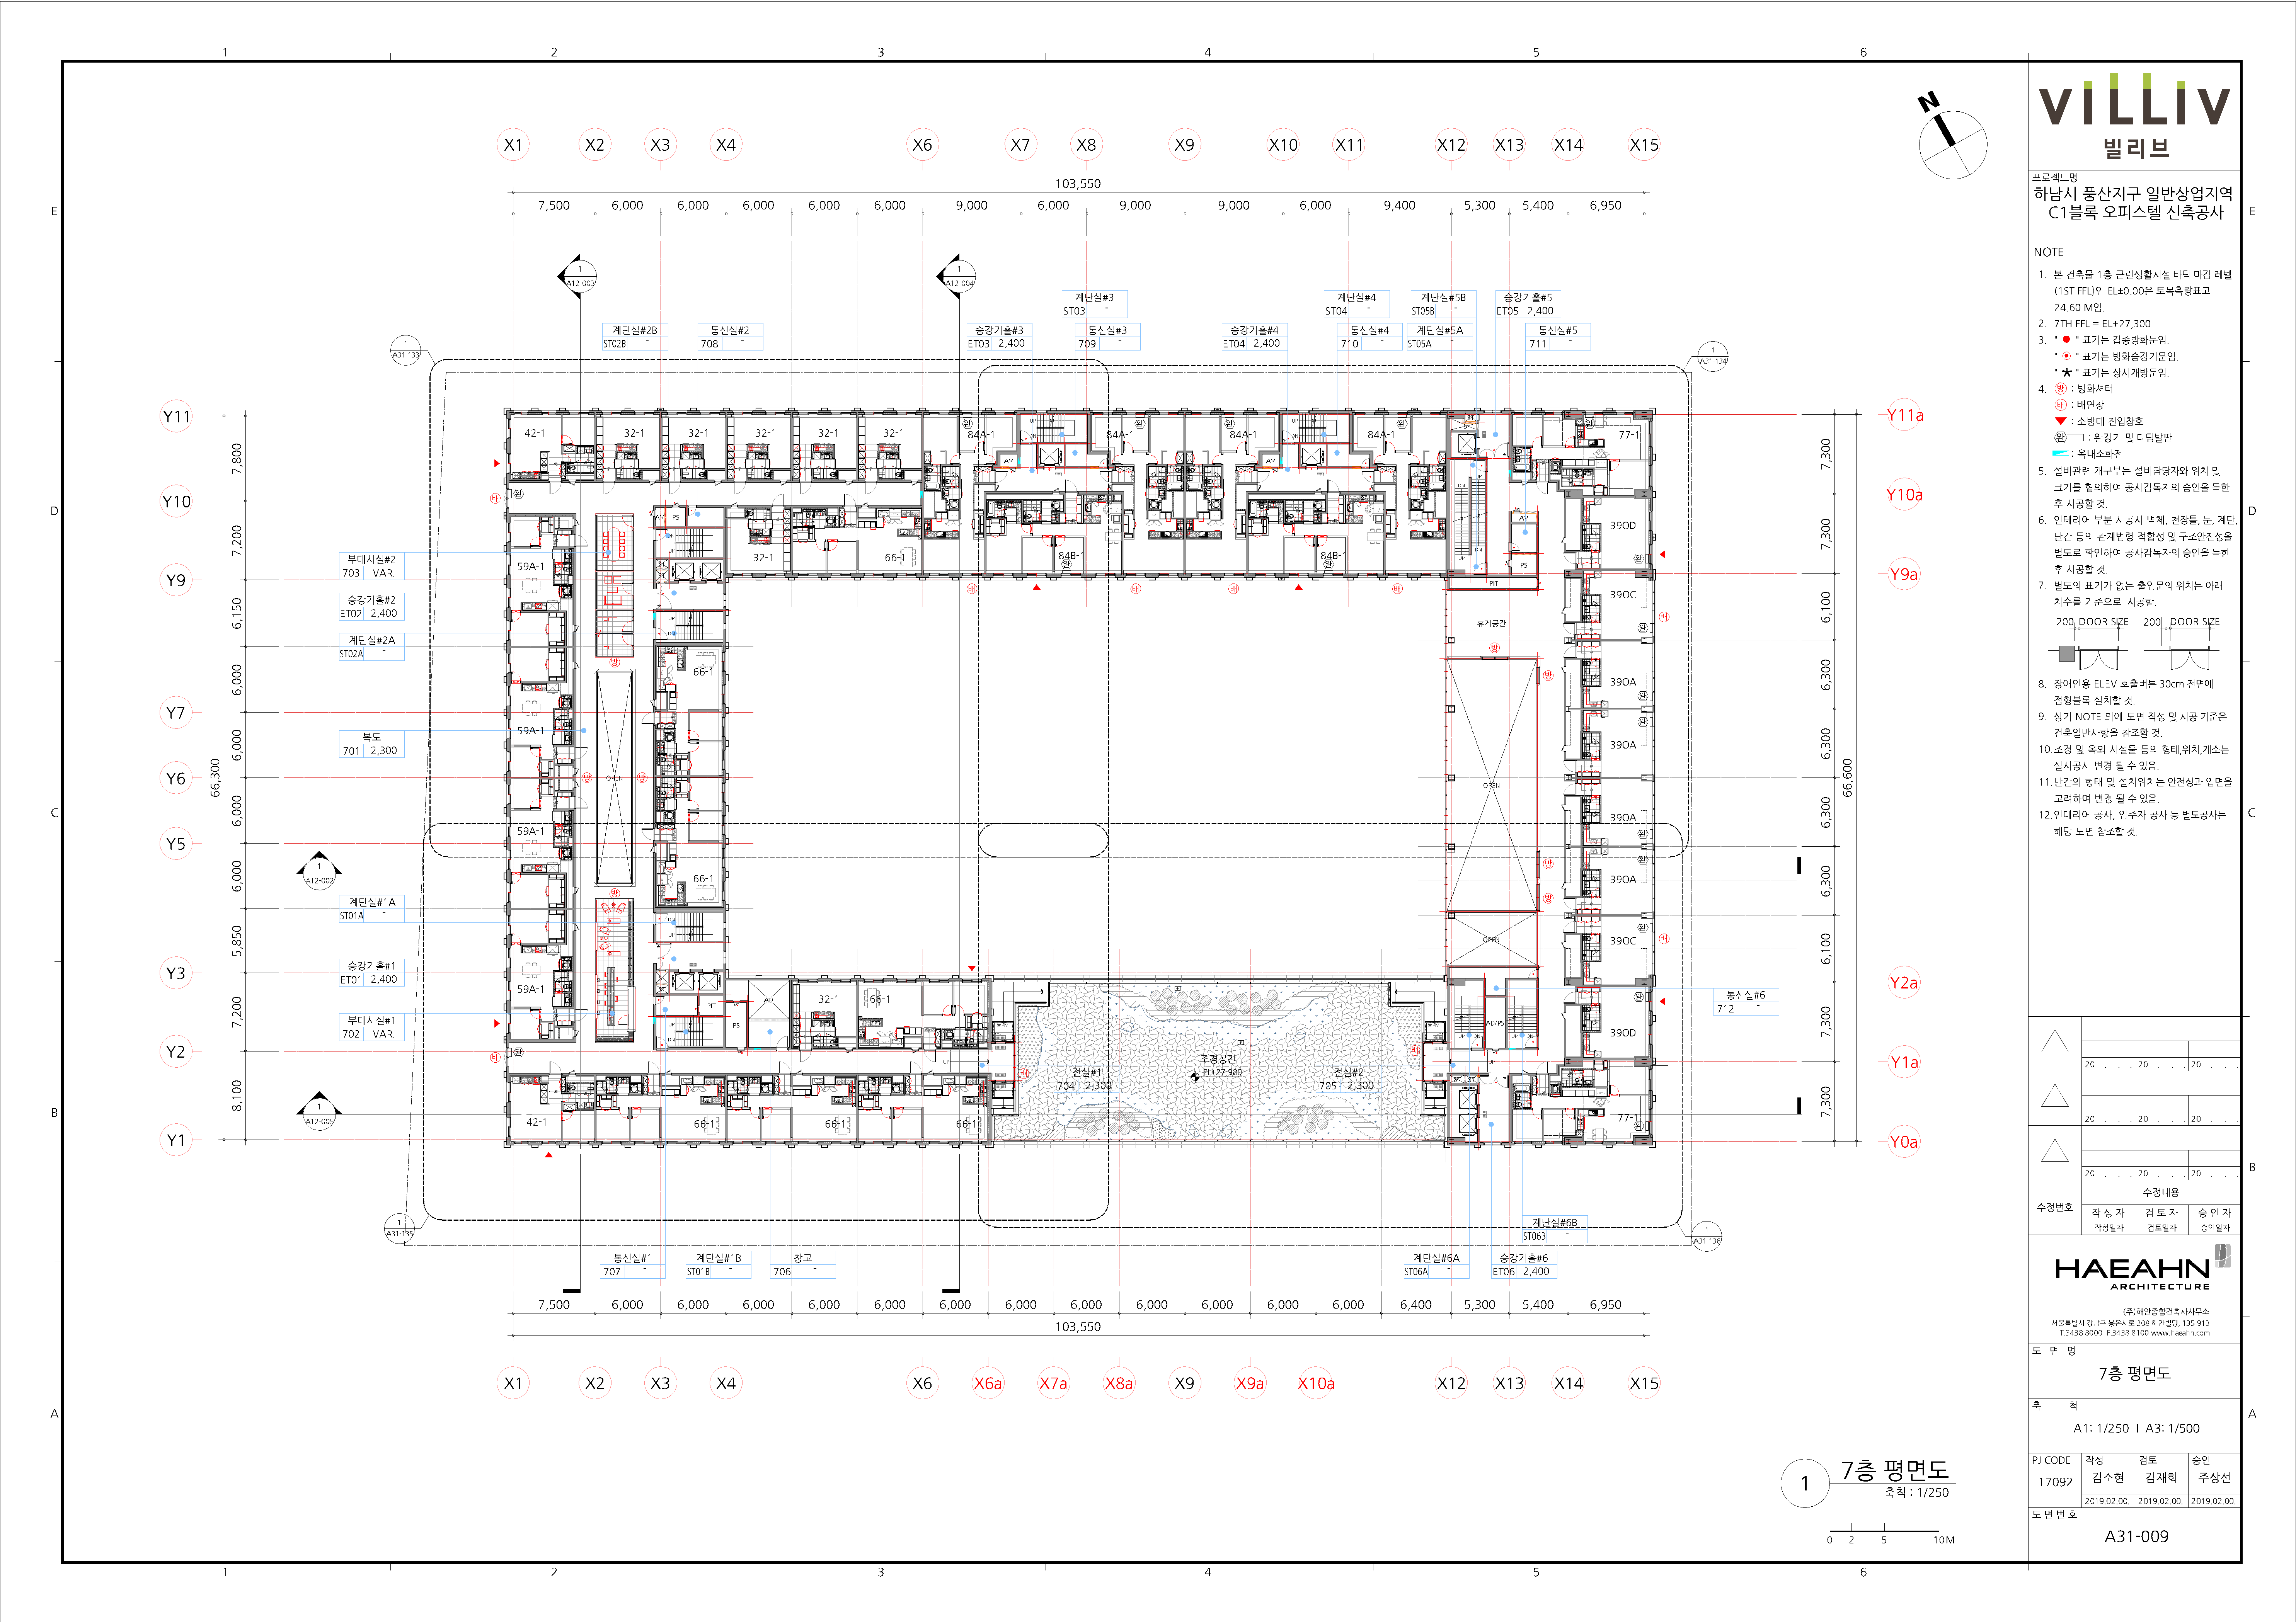 1 2 3 4 5 6
X1 X2 X3 X4 X6 X7 X8 X9 X10 X11 X12 X13 X14 X15
103,550
7,500 6,000 6,000 6,000 6,000 6,000 9,000 6,000 9,000 9,000 6,000 9,400 5,300 5,400 6,950
N
E
E
1
A12-003
1
A12-004
계단실#2B
ST02B -
통신실#2
708 -
승강기홀#3
ET03 2,400
계단실#3
ST03 -
통신실#3
709 -
승강기홀#4
ET04 2,400
계단실#4
ST04 -
통신실#4
710 -
계단실#5B
ST05B -
계단실#5A
ST05A -
승강기홀#5
ET05 2,400
통신실#5
711 -
1
A31-133
1
A31-134
Y11
7,800
Y10
7,200
Y9
6,150
6,000
Y7
6,000
Y6
6,000
Y5
6,000
5,850
Y3
7,200
Y2
8,100
Y1
66,300
D
C
B
A
부대시설#2
703 VAR.
승강기홀#2
ET02 2,400
계단실#2A
ST02A -
복도
701 2,300
1
A12-002
계단실#1A
ST01A -
승강기홀#1
ET01 2,400
부대시설#1
702 VAR.
1
A12-005
42-1 32-1 32-1 32-1 32-1 32-1 84A-1 84A-1 84A-1 84A-1 77-1
AV PS 32-1 66-1 AV 84B-1 AV 84B-1 AV PS PIT
59A-1
59A-1
59A-1
59A-1
66-1
66-1
OPEN
휴게공간
OPEN
OPEN
390D
390C
390A
390A
390A
390A
390C
390D
77-1
PIT PS AD 32-1 66-1
42-1 66-1 66-1 66-1
AD/PS
조경공간
EL+27,980
전실#1
704 2,300
전실#2
705 2,300
Y11a
7,300
Y10a
7,300
Y9a
6,100
6,300
6,300
6,300
6,300
6,100
Y2a
7,300
Y1a
7,300
Y0a
66,600
통신실#6
712 -
1
A31-135
1
A31-136
통신실#1
707 -
계단실#1B
ST01B -
창고
706 -
계단실#6A
ST06A -
승강기홀#6
ET06 2,400
계단실#6B
ST06B -
7,500 6,000 6,000 6,000 6,000 6,000 6,000 6,000 6,000 6,000 6,000 6,000 6,000 6,400 5,300 5,400 6,950
103,550
X1 X2 X3 X4 X6 X6a X7a X8a X9 X9a X10a X12 X13 X14 X15
1 7층 평면도
축척 : 1/250
0 2 5 10M
1 2 3 4 5 6
VILLIV
빌리브
프로젝트명
하남시 풍산지구 일반상업지역
C1블록 오피스텔 신축공사
NOTE
1. 본 건축물 1층 근린생활시설 바닥 마감 레벨
(1ST FFL)인 EL±0.00은 토목측량표고
24.60 M임.
2. 7TH FFL = EL+27,300
3. " " 표기는 갑종방화문임.
" " 표기는 방화승강기문임.
" * " 표기는 상시개방문임.
4. 방 : 방화셔터
배 : 배연창
: 소방대 진입창호
완 : 완강기 및 디딤발판
: 옥내소화전
5. 설비관련 개구부는 설비담당자와 위치 및
크기를 협의하여 공사감독자의 승인을 득한
후 시공할 것.
6. 인테리어 부분 시공시 벽체, 천장틀, 문, 계단,
난간 등의 관계법령 적합성 및 구조안전성을
별도로 확인하여 공사감독자의 승인을 득한
후 시공할 것.
7. 별도의 표기가 없는 출입문의 위치는 아래
치수를 기준으로 시공함.
200 DOOR SIZE 200 DOOR SIZE
8. 장애인용 ELEV 호출버튼 30cm 전면에
점형블록 설치할 것.
9. 상기 NOTE 외에 도면 작성 및 시공 기준은
건축일반사항을 참조할 것.
10.조경 및 옥외 시설물 등의 형태,위치,개소는
실시공시 변경 될 수 있음.
11.난간의 형태 및 설치위치는 안전성과 입면을
고려하여 변경 될 수 있음.
12.인테리어 공사, 입주자 공사 등 별도공사는
해당 도면 참조할 것.
D
C
B
A
20 . . . 20 . . . 20 . . .
20 . . . 20 . . . 20 . . .
20 . . . 20 . . . 20 . . .
수정번호 수정내용
작 성 자 검 토 자 승 인 자
작성일자 검토일자 승인일자
HAEAHN
ARCHITECTURE
(주)해안종합건축사사무소
서울특별시 강남구 봉은사로 208 해안빌딩, 135-913
T.3438 8000 F.3438 8100 www.haeahn.com
도 면 명
7층 평면도
축 척
A1: 1/250 I A3: 1/500
PJ CODE 작성 검토 승인
17092 김소현 김재희 주상선
2019.02.00. 2019.02.00. 2019.02.00.
도 면 번 호
A31-009